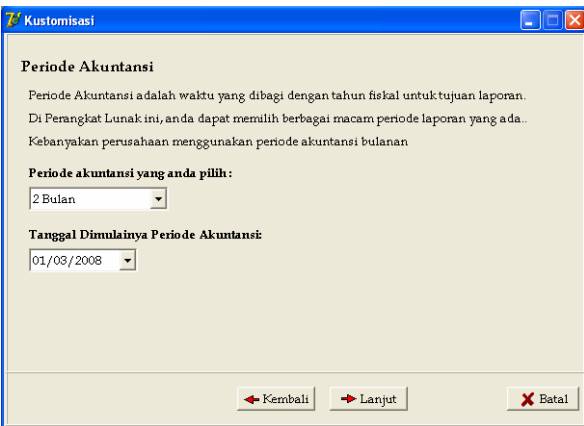 Kustomisasi
Periode Akuntansi
Periode Akuntansi adalah waktu yang dibagi dengan tahun fiskal untuk tujuan laporan.
Di Perangkat Lunak ini, anda dapat memilih berbagai macam periode laporan yang ada..
Kebanyakan perusahaan menggunakan periode akuntansi bulanan
Periode akuntansi yang anda pilih :
2 Bulan
Tanggal Dimulainya Periode Akuntansi:
01/03/2008
Kembali Lanjut Batal